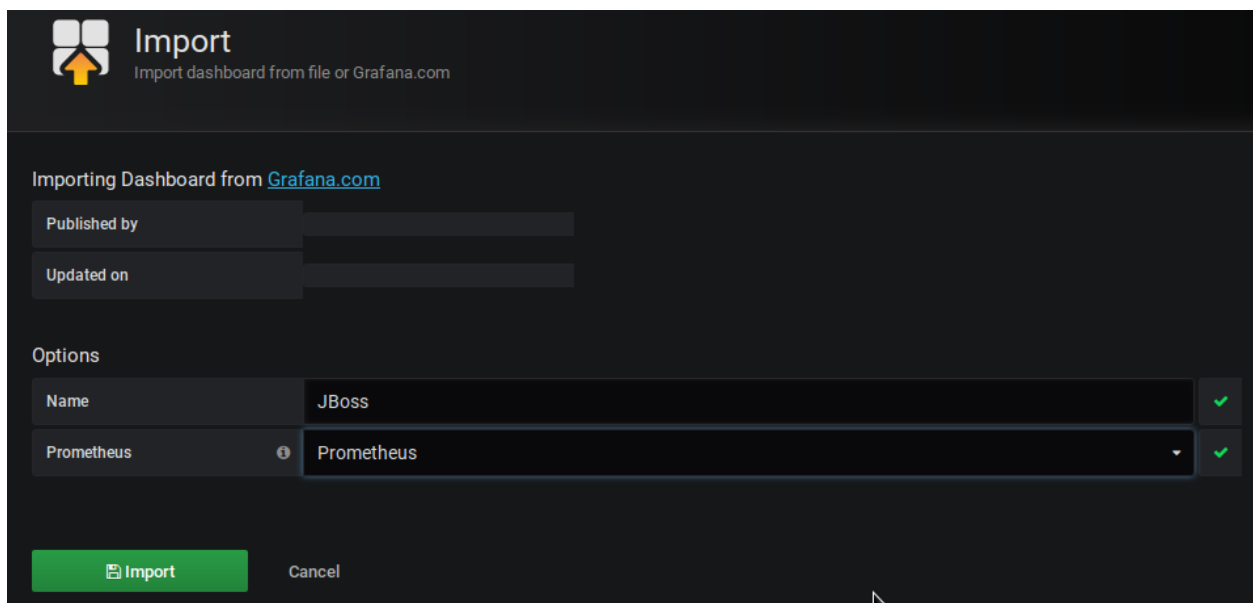 Import
Import dashboard from file or Grafana.com
Importing Dashboard from Grafana.com
Published by
Updated on
Options
Name JBoss
Prometheus Prometheus
Import Cancel